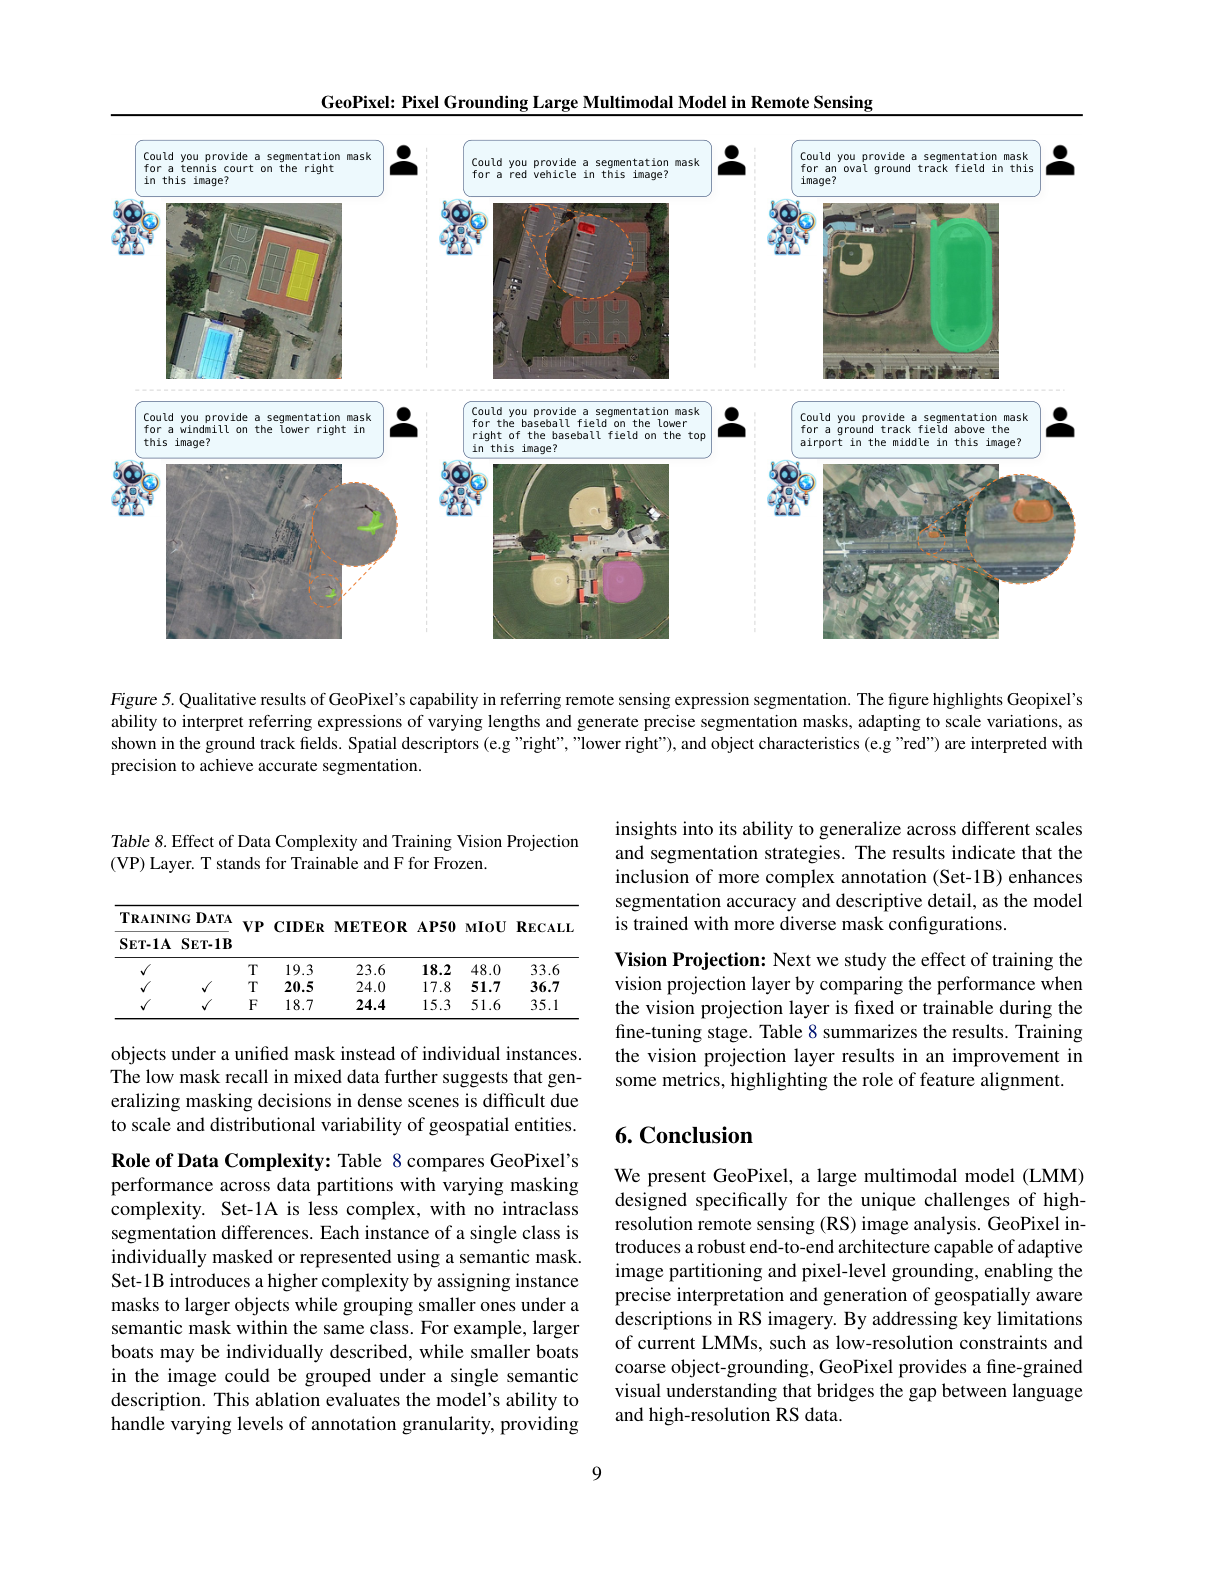 GeoPixel: Pixel Grounding Large Multimodal Model in Remote Sensing
Could you provide a segmentation mask
for a tennis court on the right
in this image?
Could you provide a segmentation mask
for a red vehicle in this image?
Could you provide a segmentation mask
for an oval ground track field in this
image?
Could you provide a segmentation mask
for a windmill on the lower right in
this image?
Could you provide a segmentation mask
for the baseball field on the lower
right of the baseball field on the top
in this image?
Could you provide a segmentation mask
for a ground track field above the
airport in the middle in this image?
Figure 5. Qualitative results of GeoPixel's capability in referring remote sensing expression segmentation. The figure highlights Geopixel's
ability to interpret referring expressions of varying lengths and generate precise segmentation masks, adapting to scale variations, as
shown in the ground track fields. Spatial descriptors (e.g "right", "lower right"), and object characteristics (e.g "red") are interpreted with
precision to achieve accurate segmentation.
Table 8. Effect of Data Complexity and Training Vision Projection
(VP) Layer. T stands for Trainable and F for Frozen.
TRAINING DATA VP CIDER METEOR AP50 MIOU RECALL
SET-1A SET-1B
✓ T 19.3 23.6 18.2 48.0 33.6
✓ ✓ T 20.5 24.0 17.8 51.7 36.7
✓ ✓ F 18.7 24.4 15.3 51.6 35.1
objects under a unified mask instead of individual instances.
The low mask recall in mixed data further suggests that gen-
eralizing masking decisions in dense scenes is difficult due
to scale and distributional variability of geospatial entities.
Role of Data Complexity: Table 8 compares GeoPixel's
performance across data partitions with varying masking
complexity. Set-1A is less complex, with no intraclass
segmentation differences. Each instance of a single class is
individually masked or represented using a semantic mask.
Set-1B introduces a higher complexity by assigning instance
masks to larger objects while grouping smaller ones under a
semantic mask within the same class. For example, larger
boats may be individually described, while smaller boats
in the image could be grouped under a single semantic
description. This ablation evaluates the model's ability to
handle varying levels of annotation granularity, providing
insights into its ability to generalize across different scales
and segmentation strategies. The results indicate that the
inclusion of more complex annotation (Set-1B) enhances
segmentation accuracy and descriptive detail, as the model
is trained with more diverse mask configurations.
Vision Projection: Next we study the effect of training the
vision projection layer by comparing the performance when
the vision projection layer is fixed or trainable during the
fine-tuning stage. Table 8 summarizes the results. Training
the vision projection layer results in an improvement in
some metrics, highlighting the role of feature alignment.
6. Conclusion
We present GeoPixel, a large multimodal model (LMM)
designed specifically for the unique challenges of high-
resolution remote sensing (RS) image analysis. GeoPixel in-
troduces a robust end-to-end architecture capable of adaptive
image partitioning and pixel-level grounding, enabling the
precise interpretation and generation of geospatially aware
descriptions in RS imagery. By addressing key limitations
of current LMMs, such as low-resolution constraints and
coarse object-grounding, GeoPixel provides a fine-grained
visual understanding that bridges the gap between language
and high-resolution RS data.
9